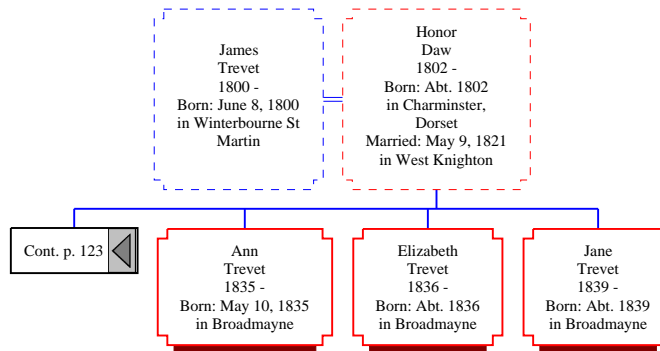 James
Trevet
1800 -
Born: June 8, 1800
in Winterbourne St
Martin
Honor
Daw
1802 -
Born: Abt. 1802
in Charminster,
Dorset
Married: May 9, 1821
in West Knighton
Cont. p. 123
Ann
Trevet
1835 -
Born: May 10, 1835
in Broadmayne
Elizabeth
Trevet
1836 -
Born: Abt. 1836
in Broadmayne
Jane
Trevet
1839 -
Born: Abt. 1839
in Broadmayne